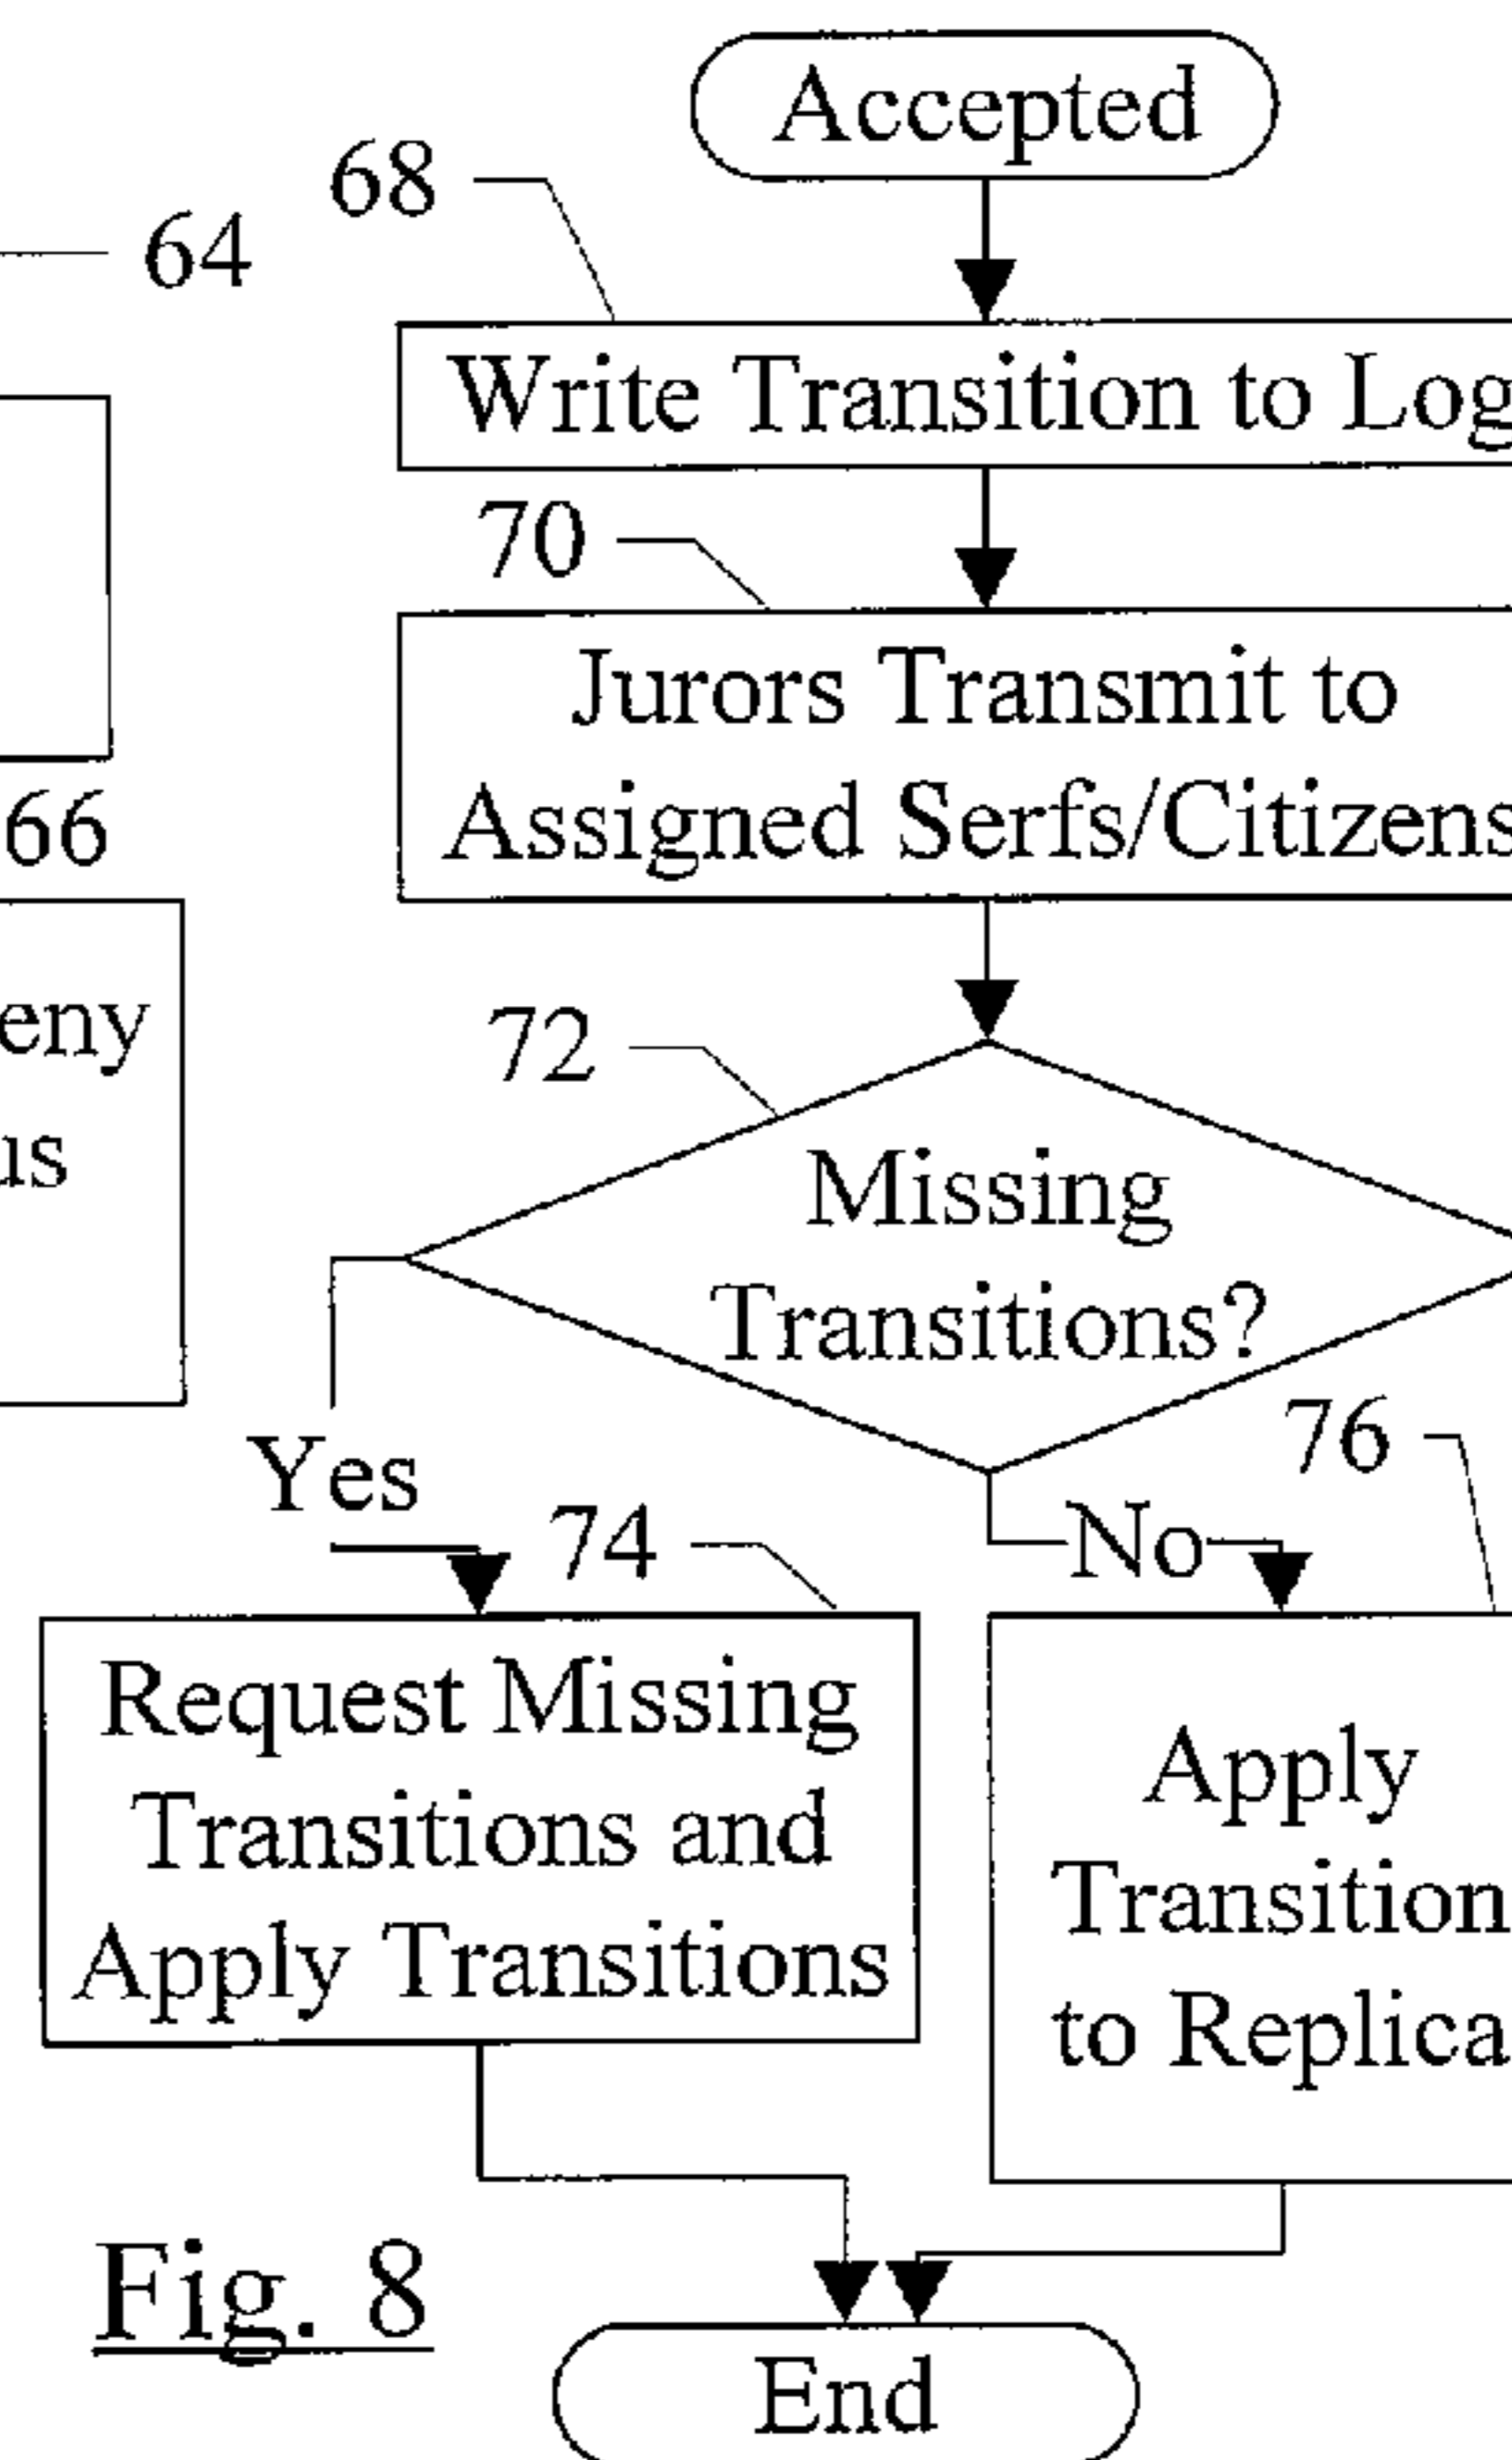 Accepted
68
64
Write Transition to Log
70
Jurors Transmit to
Assigned Serfs/Citizens
66
72
Missing
Transitions?
76
Yes
No
74
Request Missing
Transitions and
Apply Transitions
Apply
Transition
to Replica
Fig. 8
End